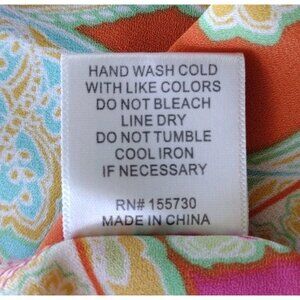 HAND WASH COLD
WITH LIKE COLORS
DO NOT BLEACH
LINE DRY
DO NOT TUMBLE
COOL IRON
IF NECESSARY
RN# 155730
MADE IN CHINA